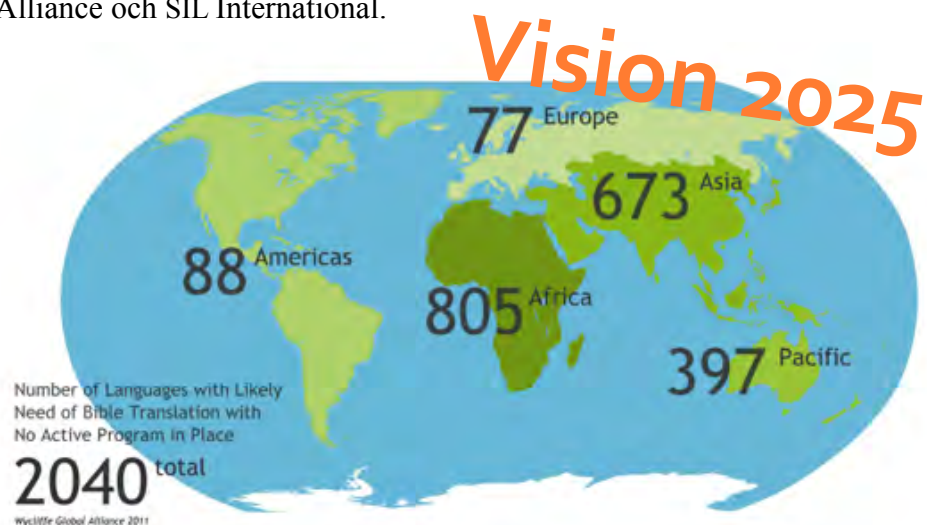 Alliance och SIL International.
Vision 2025
77 Europe
673 Asia
88 Americas
805 Africa
397 Pacific
Number of Languages with Likely
Need of Bible Translation with
No Active Program in Place
2040 total
Wycliffe Global Alliance 2011